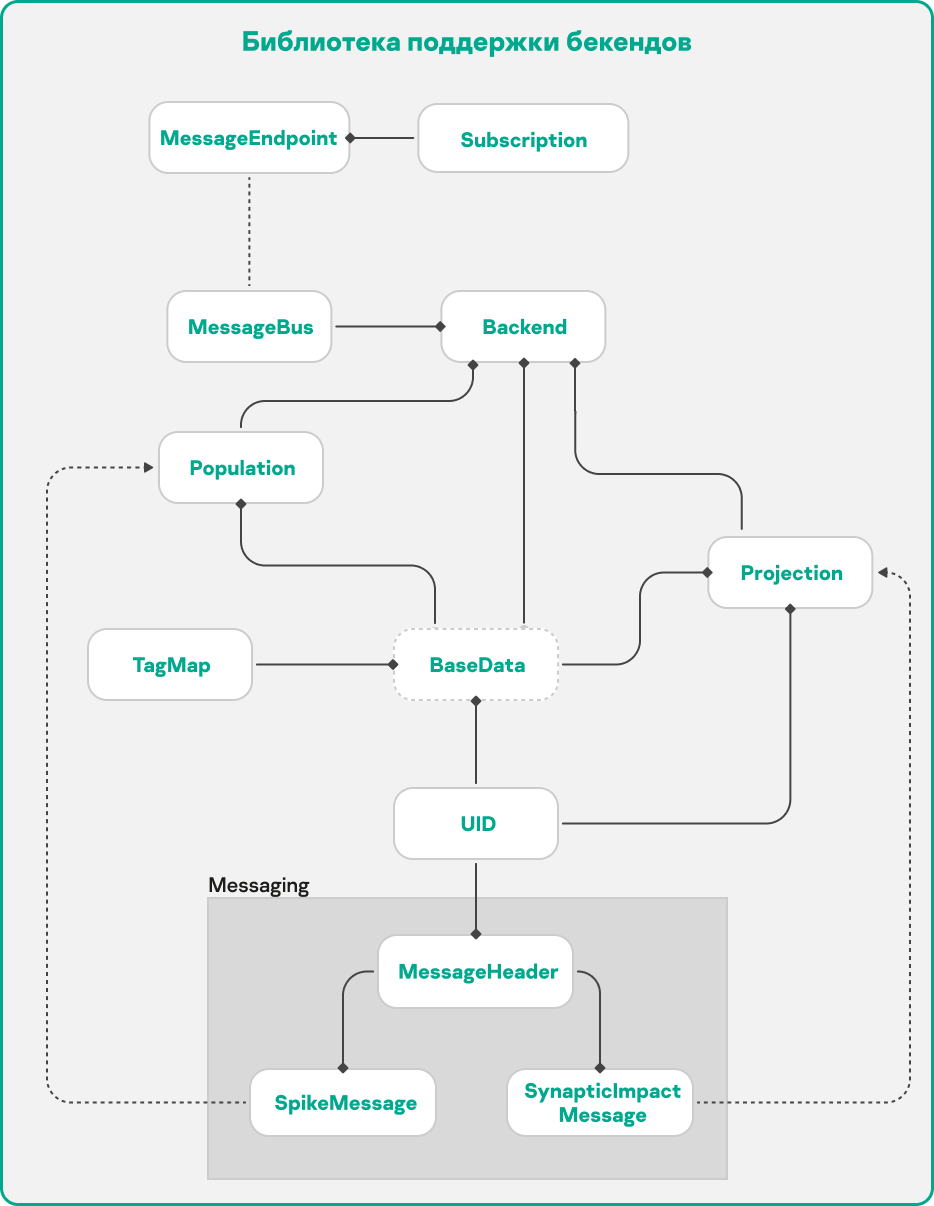 Библиотека поддержки бекендов
MessageEndpoint
Subscription
MessageBus
Backend
Population
Projection
TagMap
BaseData
UID
Messaging
MessageHeader
SpikeMessage
SynapticImpact
Message